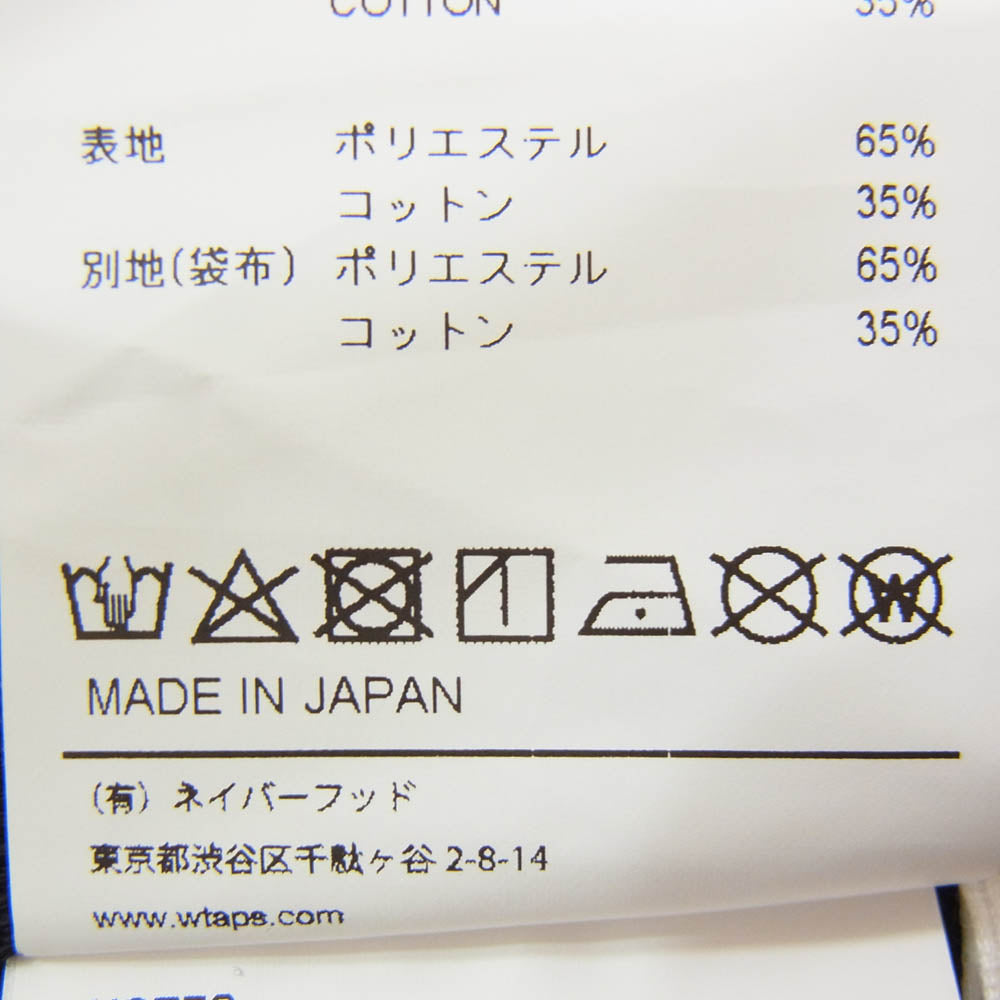 COTTON 35%
表地 ポリエステル 65%
コットン 35%
別地(袋布) ポリエステル 65%
コットン 35%
W
MADE IN JAPAN
(有) ネイバーフッド
東京都渋谷区千駄ヶ谷 2-8-14
www.wtaps.com